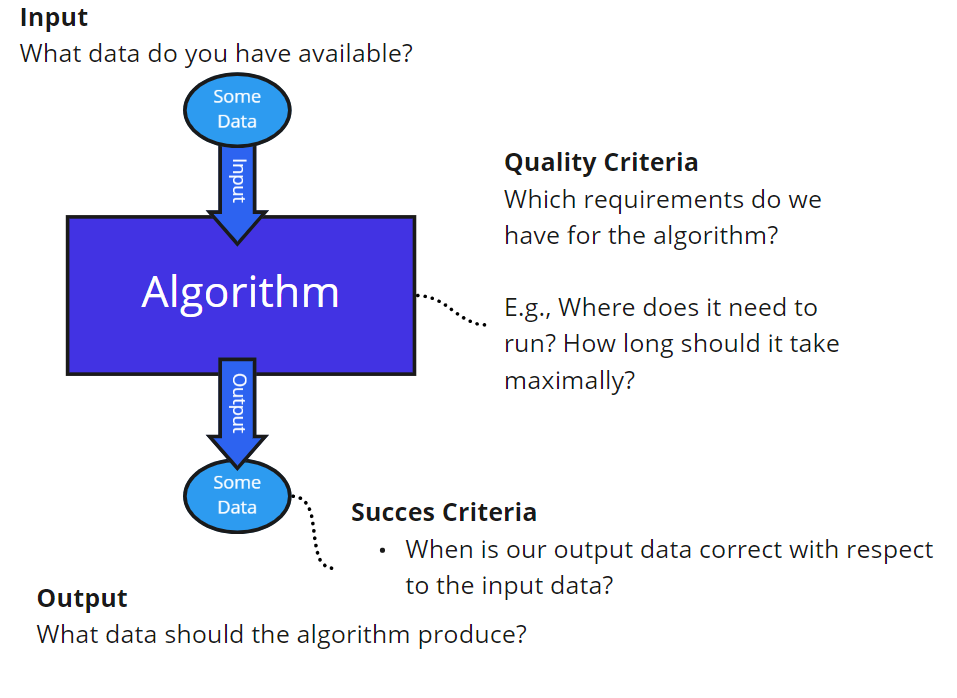 Input
What data do you have available?
Some
Data
Input
Quality Criteria
Which requirements do we
have for the algorithm?
Algorithm
E.g., Where does it need to
run? How long should it take
maximally?
Output
Some
Data
Succes Criteria
• When is our output data correct with respect
to the input data?
Output
What data should the algorithm produce?